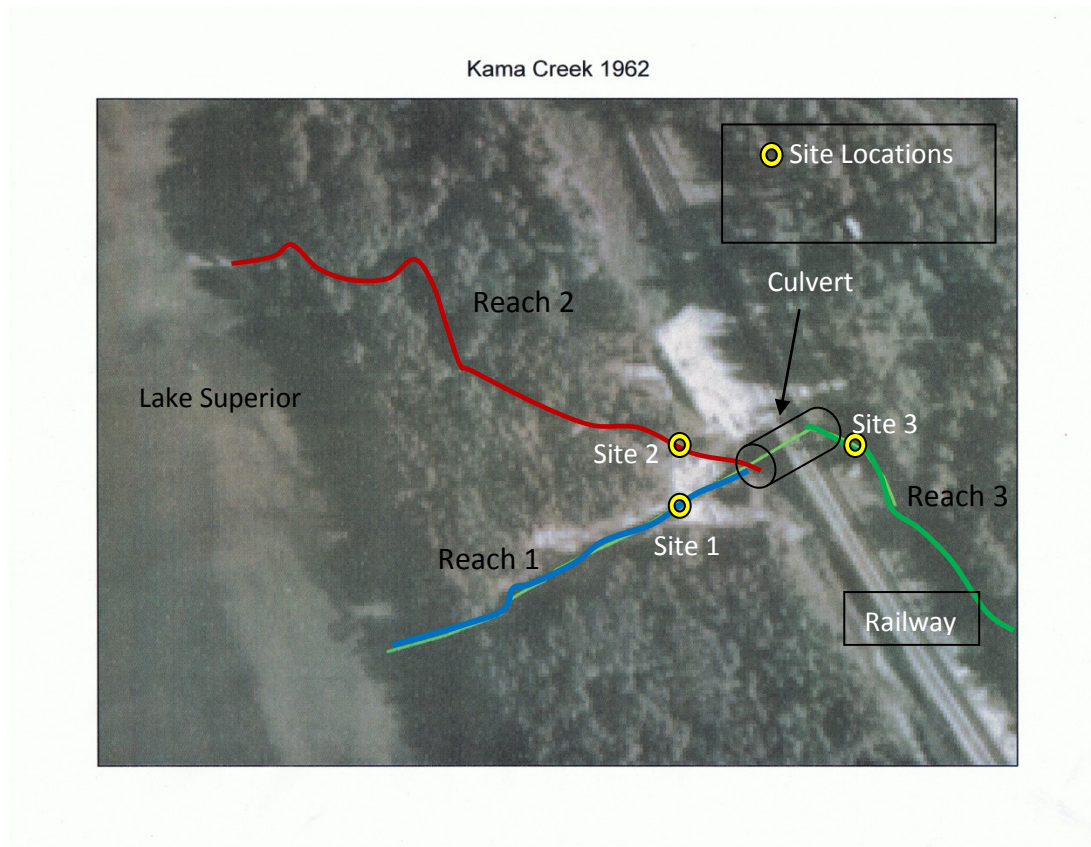 Kama Creek 1962
Site Locations
Culvert
Reach 2
Lake Superior
Site 3
Site 2
Reach 3
Site 1
Reach 1
Railway